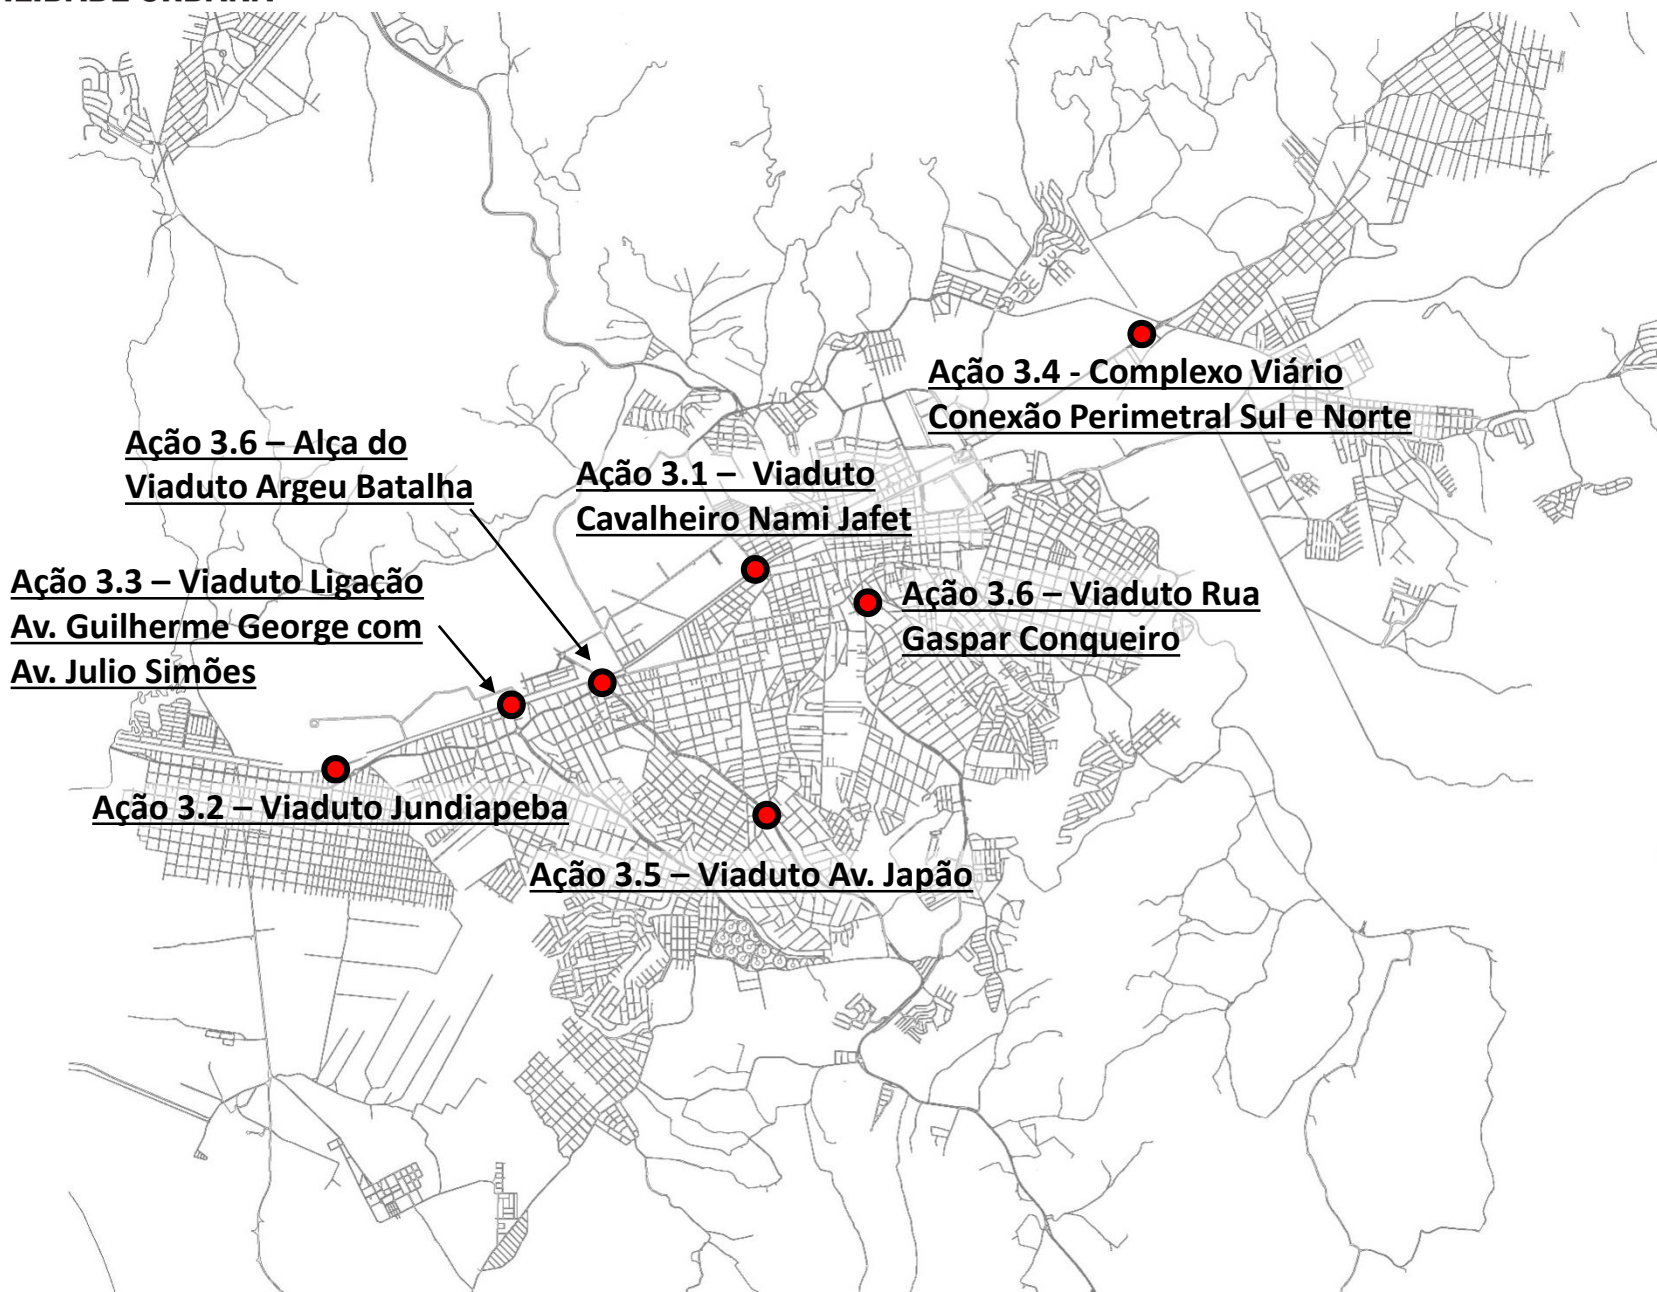 Ação 3.4 - Complexo Viário
Conexão Perimetral Sul e Norte
Ação 3.6 – Alça do
Viaduto Argeu Batalha
Ação 3.1 – Viaduto
Cavalheiro Nami Jafet
Ação 3.3 – Viaduto Ligação
Av. Guilherme George com
Av. Julio Simões
Ação 3.6 – Viaduto Rua
Gaspar Conqueiro
Ação 3.2 – Viaduto Jundiapeba
Ação 3.5 – Viaduto Av. Japão